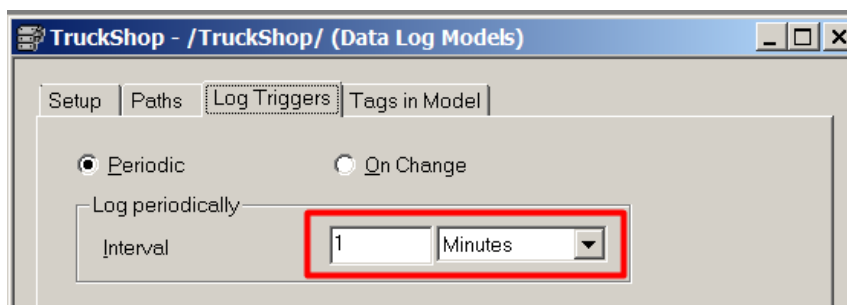 TruckShop - /TruckShop/ (Data Log Models)
Setup Paths Log Triggers Tags in Model
Periodic On Change
Log periodically
Interval 1 Minutes